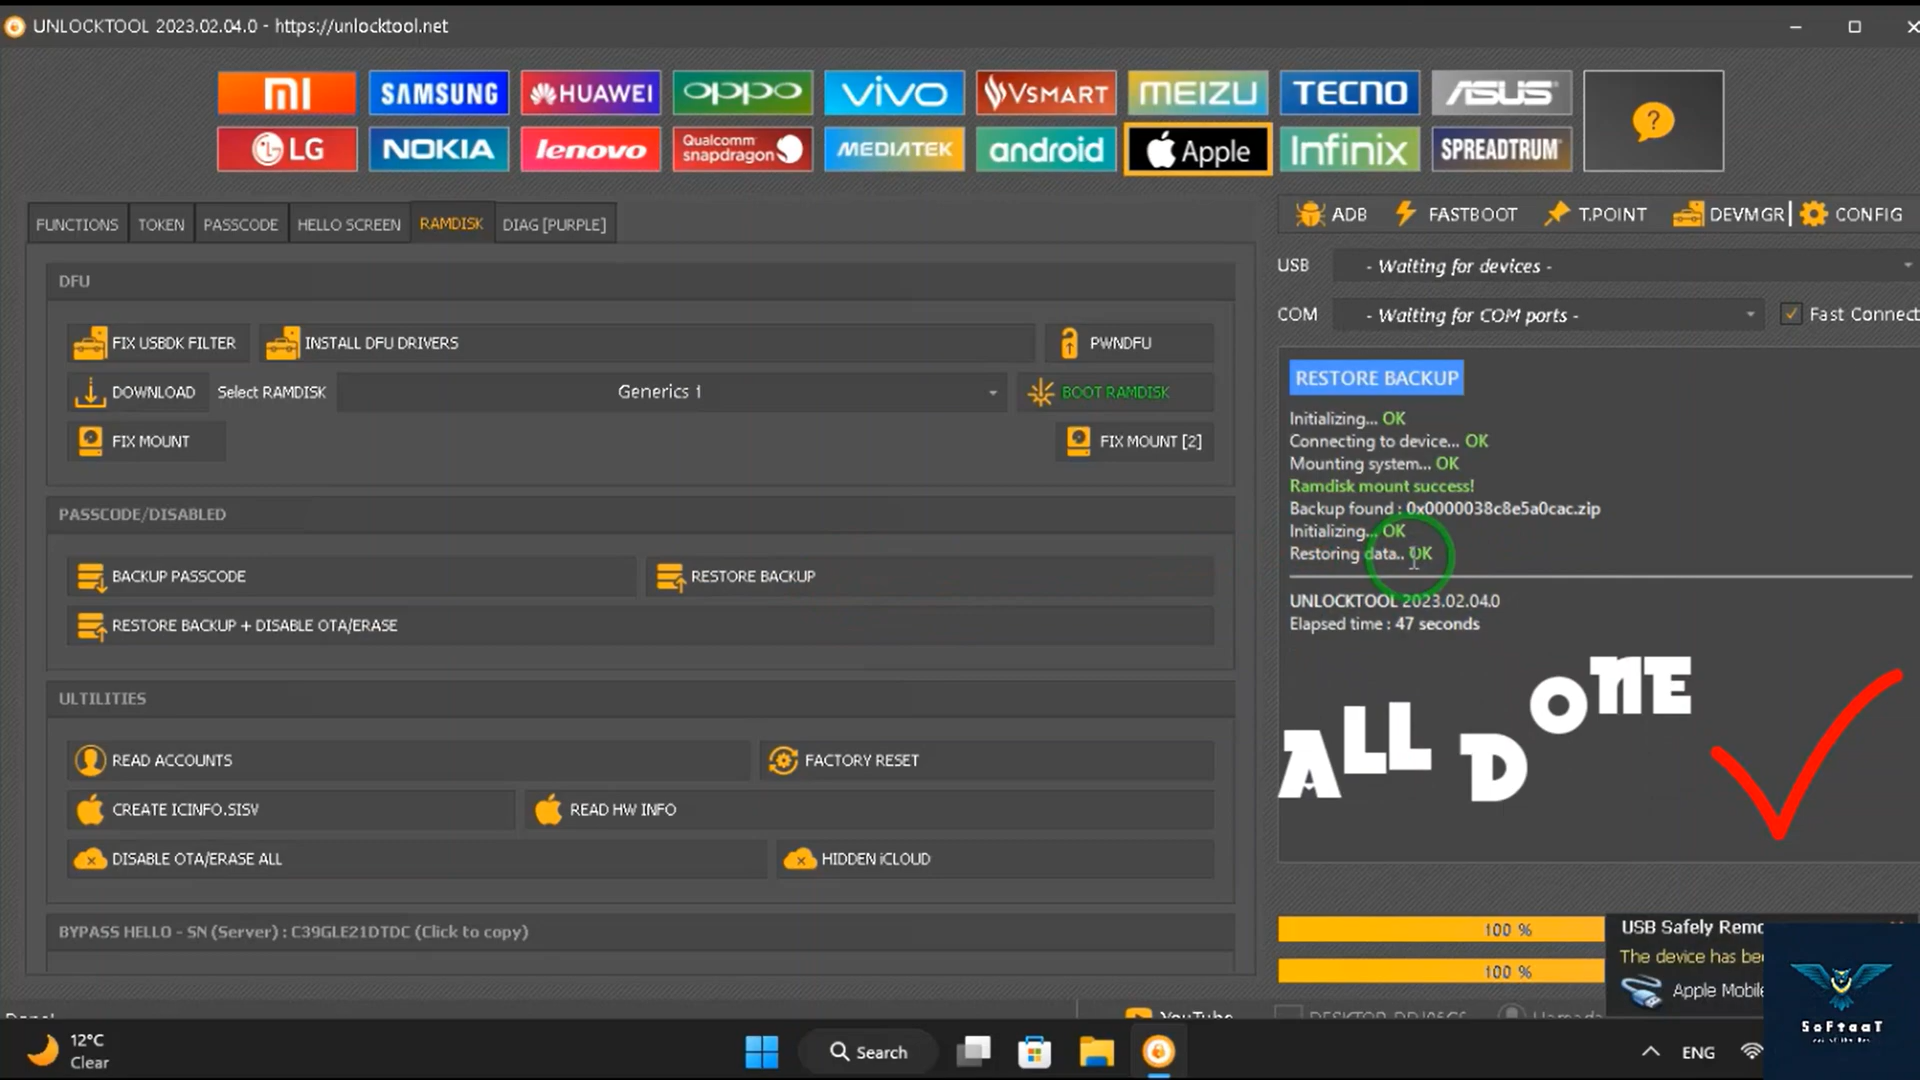 UNLOCKTOOL 2023.02.04.0 - https://unlocktool.net
MI SAMSUNG HUAWEI OPPO VIVO VSMART MEIZU TECNO ASUS
LG NOKIA lenovo Qualcomm snapdragon MEDIATEK android Apple Infinix SPREADTRUM
?
FUNCTIONS TOKEN PASSCODE HELLO SCREEN RAMDISK DIAG [PURPLE]
DFU
FIX USBDK FILTER INSTALL DFU DRIVERS PWNDFU
DOWNLOAD Select RAMDISK Generics 1 BOOT RAMDISK
FIX MOUNT FIX MOUNT [2]
PASSCODE/DISABLED
BACKUP PASSCODE RESTORE BACKUP
RESTORE BACKUP + DISABLE OTA/ERASE
ULTILITIES
READ ACCOUNTS FACTORY RESET
CREATE ICINFO.SISV READ HW INFO
DISABLE OTA/ERASE ALL HIDDEN iCLOUD
BYPASS HELLO - SN (Server) : C39GLE21DTDC (Click to copy)
ADB FASTBOOT T.POINT DEVMGR CONFIG
USB - Waiting for devices -
COM - Waiting for COM ports - Fast Connect
RESTORE BACKUP
Initializing... OK
Connecting to device... OK
Mounting system... OK
Ramdisk mount success!
Backup found : 0x0000038c8e5a0cac.zip
Initializing... OK
Restoring data.. OK
UNLOCKTOOL 2023.02.04.0
Elapsed time : 47 seconds
ALL DONE
100 %
100 %
USB Safely Remo
The device has bee
Apple Mobile
SoFtaaT
YouTube
12°C
Clear
Search
ENG